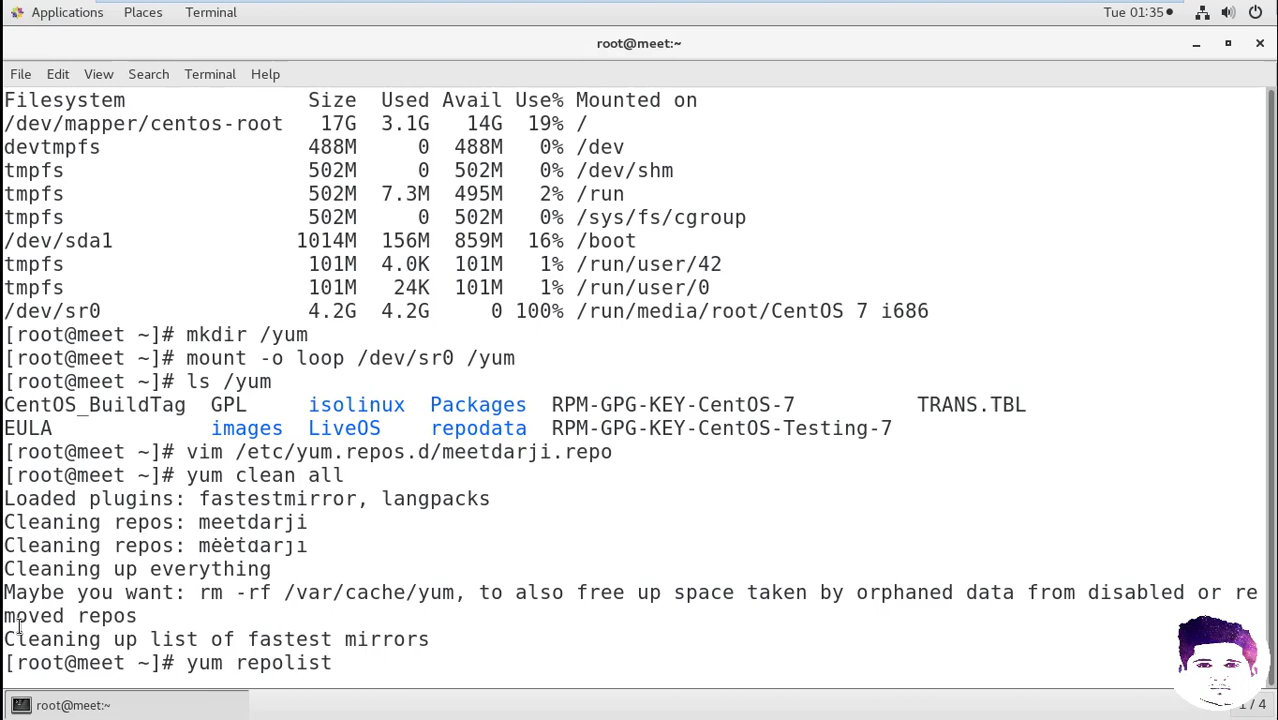 Applications Places Terminal Tue 01:35
root@meet:~
File Edit View Search Terminal Help
Filesystem Size Used Avail Use% Mounted on
/dev/mapper/centos-root 17G 3.1G 14G 19% /
devtmpfs 488M 0 488M 0% /dev
tmpfs 502M 0 502M 0% /dev/shm
tmpfs 502M 7.3M 495M 2% /run
tmpfs 502M 0 502M 0% /sys/fs/cgroup
/dev/sda1 1014M 156M 859M 16% /boot
tmpfs 101M 4.0K 101M 1% /run/user/42
tmpfs 101M 24K 101M 1% /run/user/0
/dev/sr0 4.2G 4.2G 0 100% /run/media/root/CentOS 7 i686
[root@meet ~]# mkdir /yum
[root@meet ~]# mount -o loop /dev/sr0 /yum
[root@meet ~]# ls /yum
CentOS_BuildTag GPL isolinux Packages RPM-GPG-KEY-CentOS-7 TRANS.TBL
EULA images LiveOS repodata RPM-GPG-KEY-CentOS-Testing-7
[root@meet ~]# vim /etc/yum.repos.d/meetdarji.repo
[root@meet ~]# yum clean all
Loaded plugins: fastestmirror, langpacks
Cleaning repos: meetdarji
Cleaning repos: meetdarji
Cleaning up everything
Maybe you want: rm -rf /var/cache/yum, to also free up space taken by orphaned data from disabled or re
moved repos
Cleaning up list of fastest mirrors
[root@meet ~]# yum repolist
root@meet:~ 1 / 4